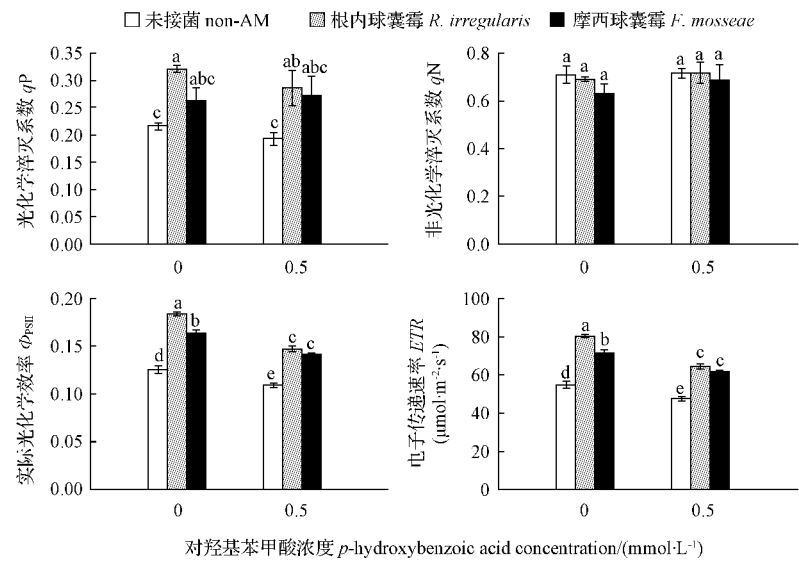 未接菌 non-AM 根内球囊霉 R. irregularis 摩西球囊霉 F. mosseae
光化学淬灭系数 qP
0.35
0.30
0.25
0.20
0.15
0.10
0.05
0.00
c a abc
c ab abc
0 0.5
非光化学淬灭系数 qN
0.8
0.6
0.4
0.2
0.0
a a a
a a a
0 0.5
实际光化学效率 ΦPSII
0.20
0.15
0.10
0.05
0.00
d a b
e c c
0 0.5
电子传递速率 ETR
(μmol·m⁻²·s⁻¹)
100
80
60
40
20
0
d a b
e c c
0 0.5
对羟基苯甲酸浓度 p-hydroxybenzoic acid concentration/(mmol·L⁻¹)